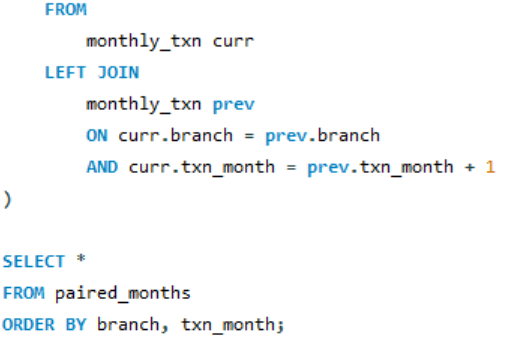 FROM
monthly_txn curr
LEFT JOIN
monthly_txn prev
ON curr.branch = prev.branch
AND curr.txn_month = prev.txn_month + 1
)
SELECT *
FROM paired_months
ORDER BY branch, txn_month;